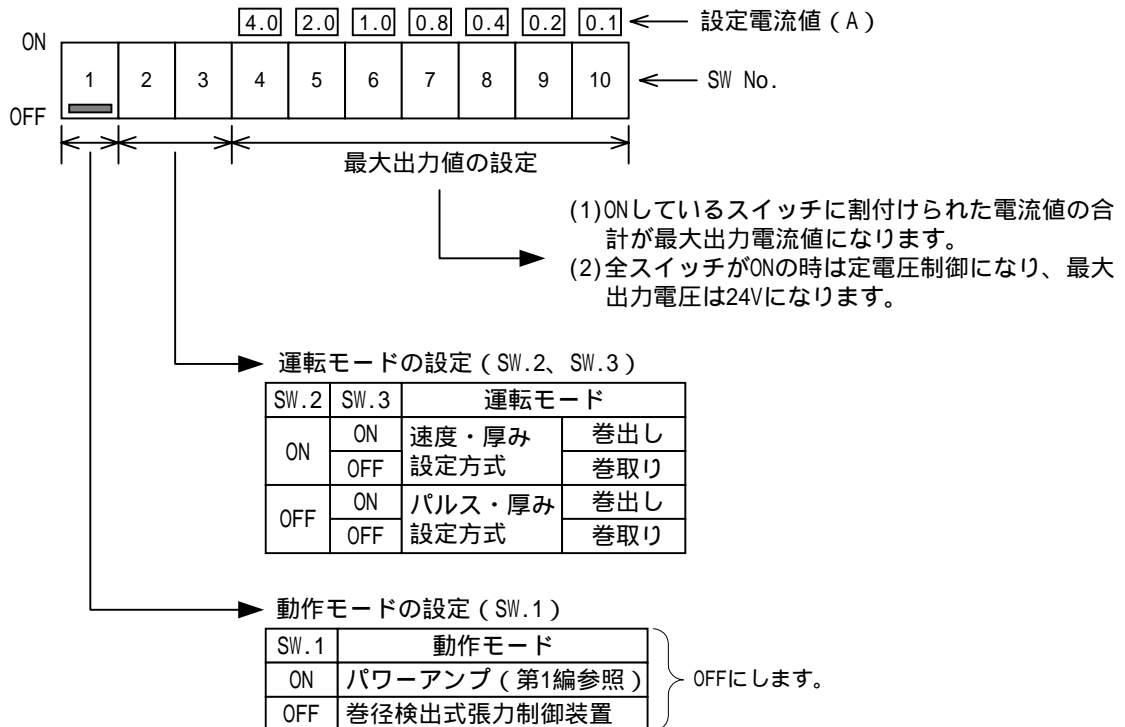 4.0 2.0 1.0 0.8 0.4 0.2 0.1 設定電流値（A）
ON
1 2 3 4 5 6 7 8 9 10 SW No.
OFF
最大出力値の設定
(1)ONしているスイッチに割付けられた電流値の合
計が最大出力電流値になります。
(2)全スイッチがONの時は定電圧制御になり、最大
出力電圧は24Vになります。
運転モードの設定（SW.2、SW.3）
SW.2 SW.3 運転モード
ON ON 速度・厚み 巻出し
OFF 設定方式 巻取り
OFF ON パルス・厚み 巻出し
OFF 設定方式 巻取り
動作モードの設定（SW.1）
SW.1 動作モード
ON パワーアンプ（第1編参照）
OFFにします。
OFF 巻径検出式張力制御装置